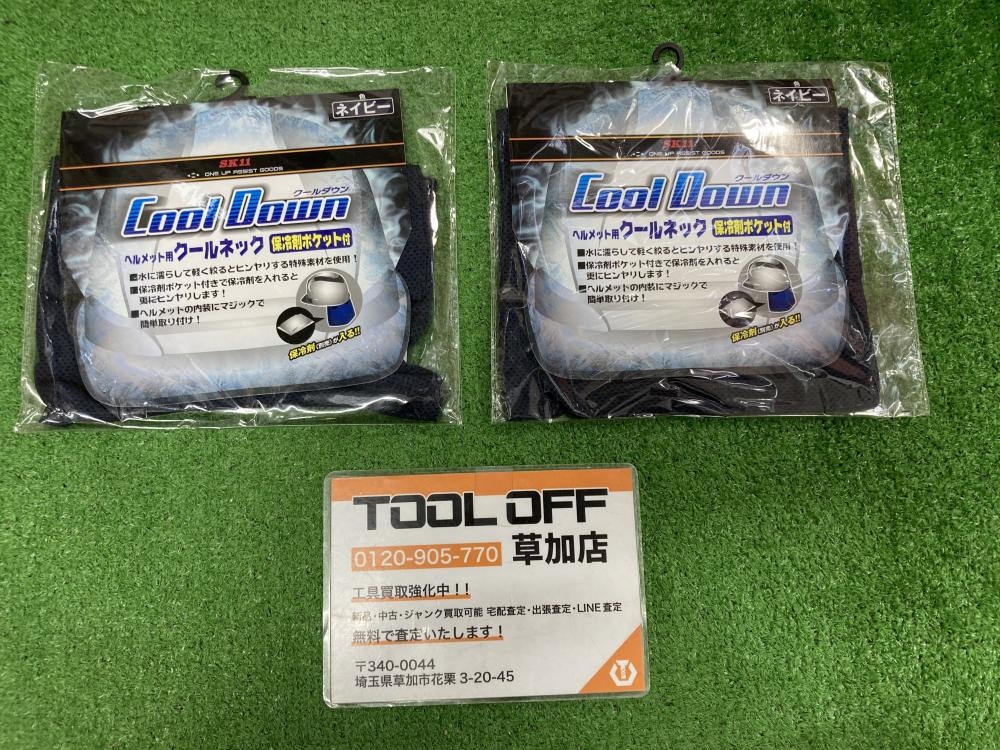 色
ネイビー
SK11
ONE UP ASSIST GOODS
クールダウン
Cool Down
ヘルメット用 クールネック 保冷剤ポケット付
■水に濡らして軽く絞るとヒンヤリする特殊素材を使用!
■保冷剤ポケット付きで保冷剤を入れると
更にヒンヤリします!
■ヘルメットの内装にマジックで
簡単取り付け!
保冷剤(別売)が入る!!
色
ネイビー
SK11
ONE UP ASSIST GOODS
クールダウン
Cool Down
ヘルメット用 クールネック 保冷剤ポケット付
■水に濡らして軽く絞るとヒンヤリする特殊素材を使用!
■保冷剤ポケット付きで保冷剤を入れると
更にヒンヤリします!
■ヘルメットの内装にマジックで
簡単取り付け!
保冷剤(別売)が入る!!
TOOL OFF
0120-905-770 草加店
工具買取強化中!!
新品・中古・ジャンク買取可能 宅配査定・出張査定・LINE査定
無料で査定いたします!
〒340-0044
埼玉県草加市花栗 3-20-45